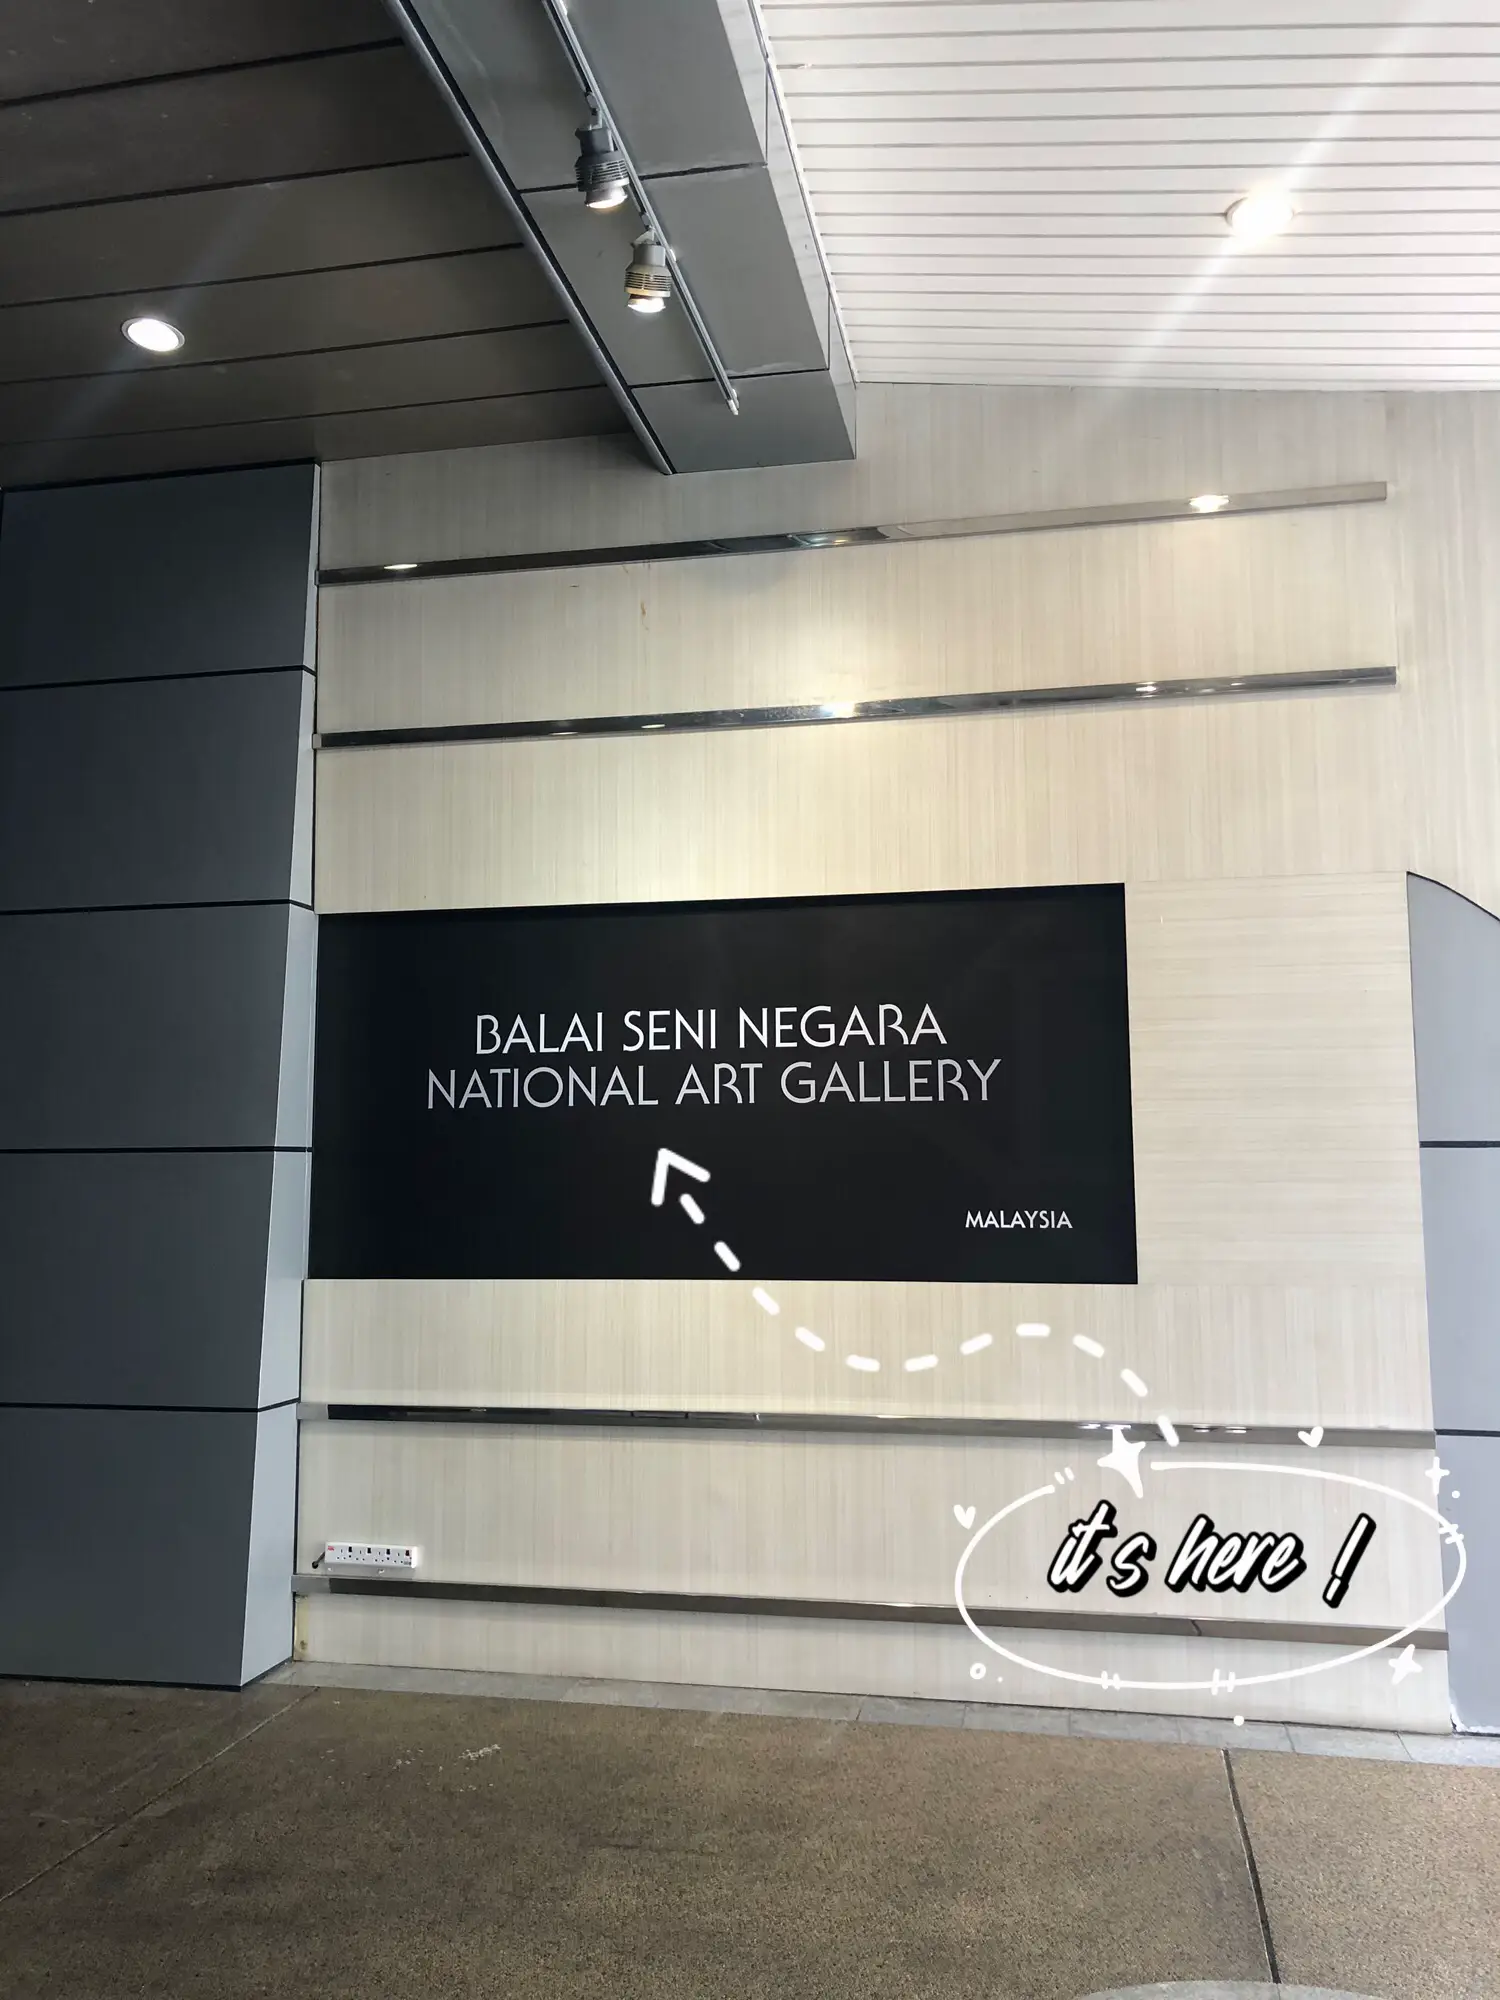 BALAI SENI NEGARA
NATIONAL ART GALLERY
MALAYSIA
it's here !